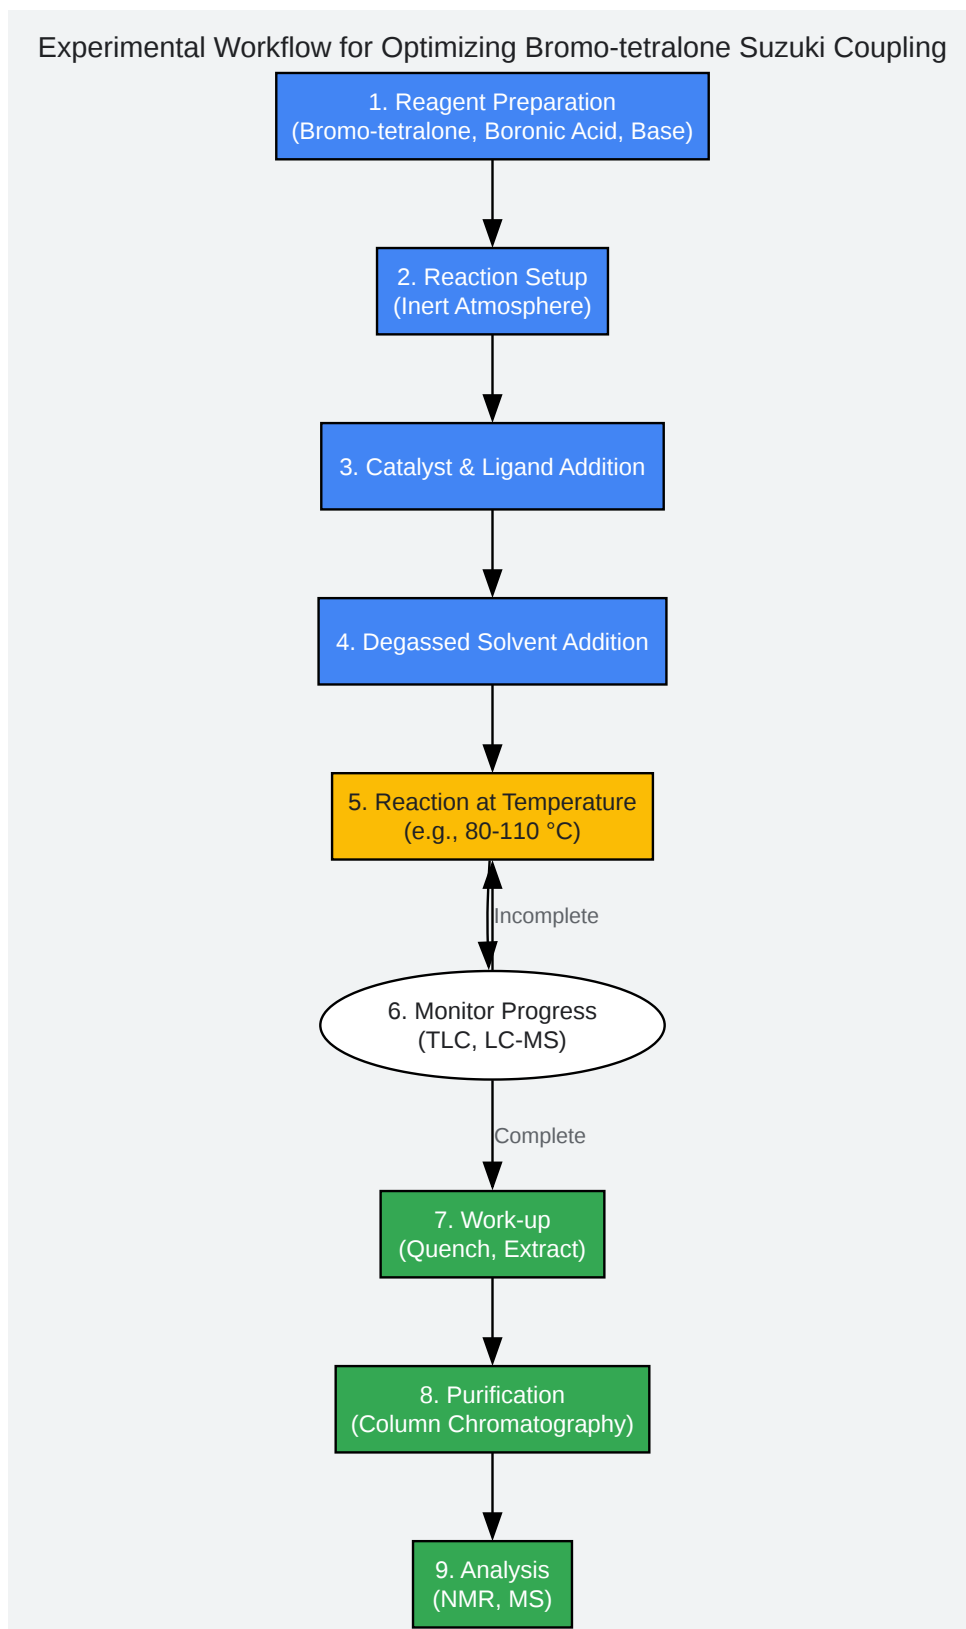 Experimental Workflow for Optimizing Bromo-tetralone Suzuki Coupling
1. Reagent Preparation
(Bromo-tetralone, Boronic Acid, Base)
2. Reaction Setup
(Inert Atmosphere)
3. Catalyst & Ligand Addition
4. Degassed Solvent Addition
5. Reaction at Temperature
(e.g., 80-110 °C)
Incomplete
6. Monitor Progress
(TLC, LC-MS)
Complete
7. Work-up
(Quench, Extract)
8. Purification
(Column Chromatography)
9. Analysis
(NMR, MS)